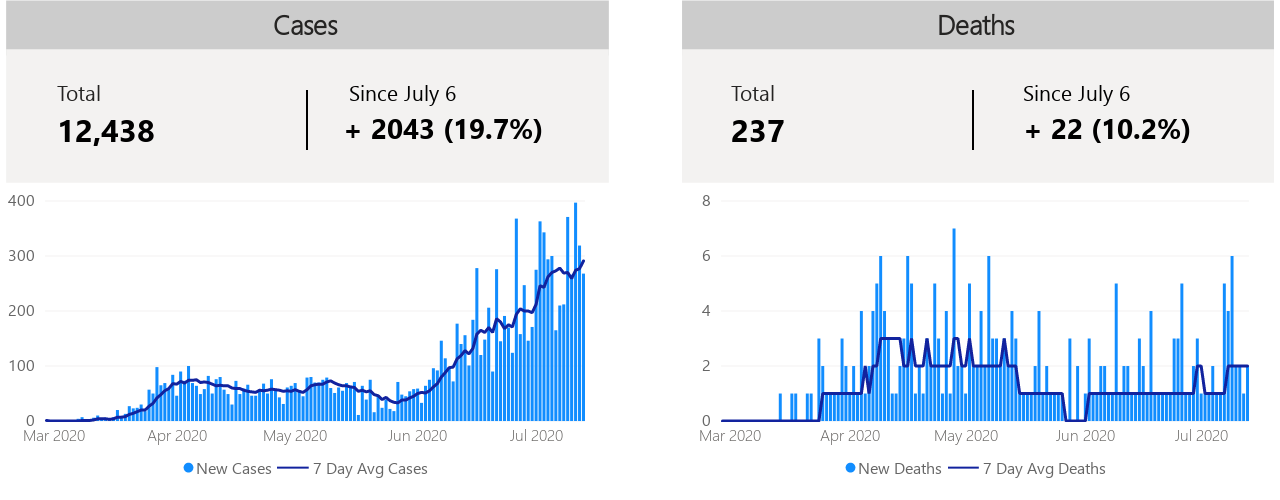 Cases
Total
Since July 6
12,438
+ 2043 (19.7%)
400
300
200
100
0
Mar 2020 Apr 2020 May 2020 Jun 2020 Jul 2020
New Cases 7 Day Avg Cases
Deaths
Total
Since July 6
237
+ 22 (10.2%)
8
6
4
2
0
Mar 2020 Apr 2020 May 2020 Jun 2020 Jul 2020
New Deaths 7 Day Avg Deaths